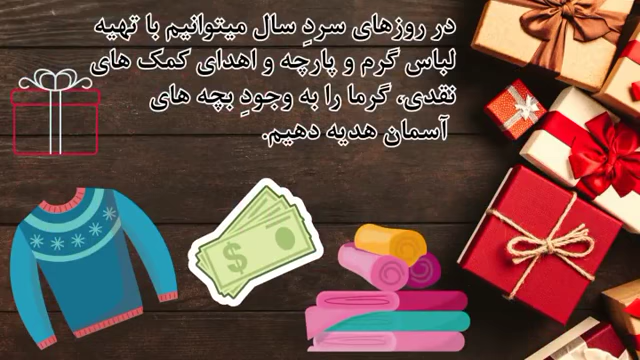 در روزهای سردِ سال میتوانیم با تهیه
لباس گرم و پارچه و اهدای کمک های
نقدی، گرما را به وجودِ بچه های
آسمان هدیه دهیم.